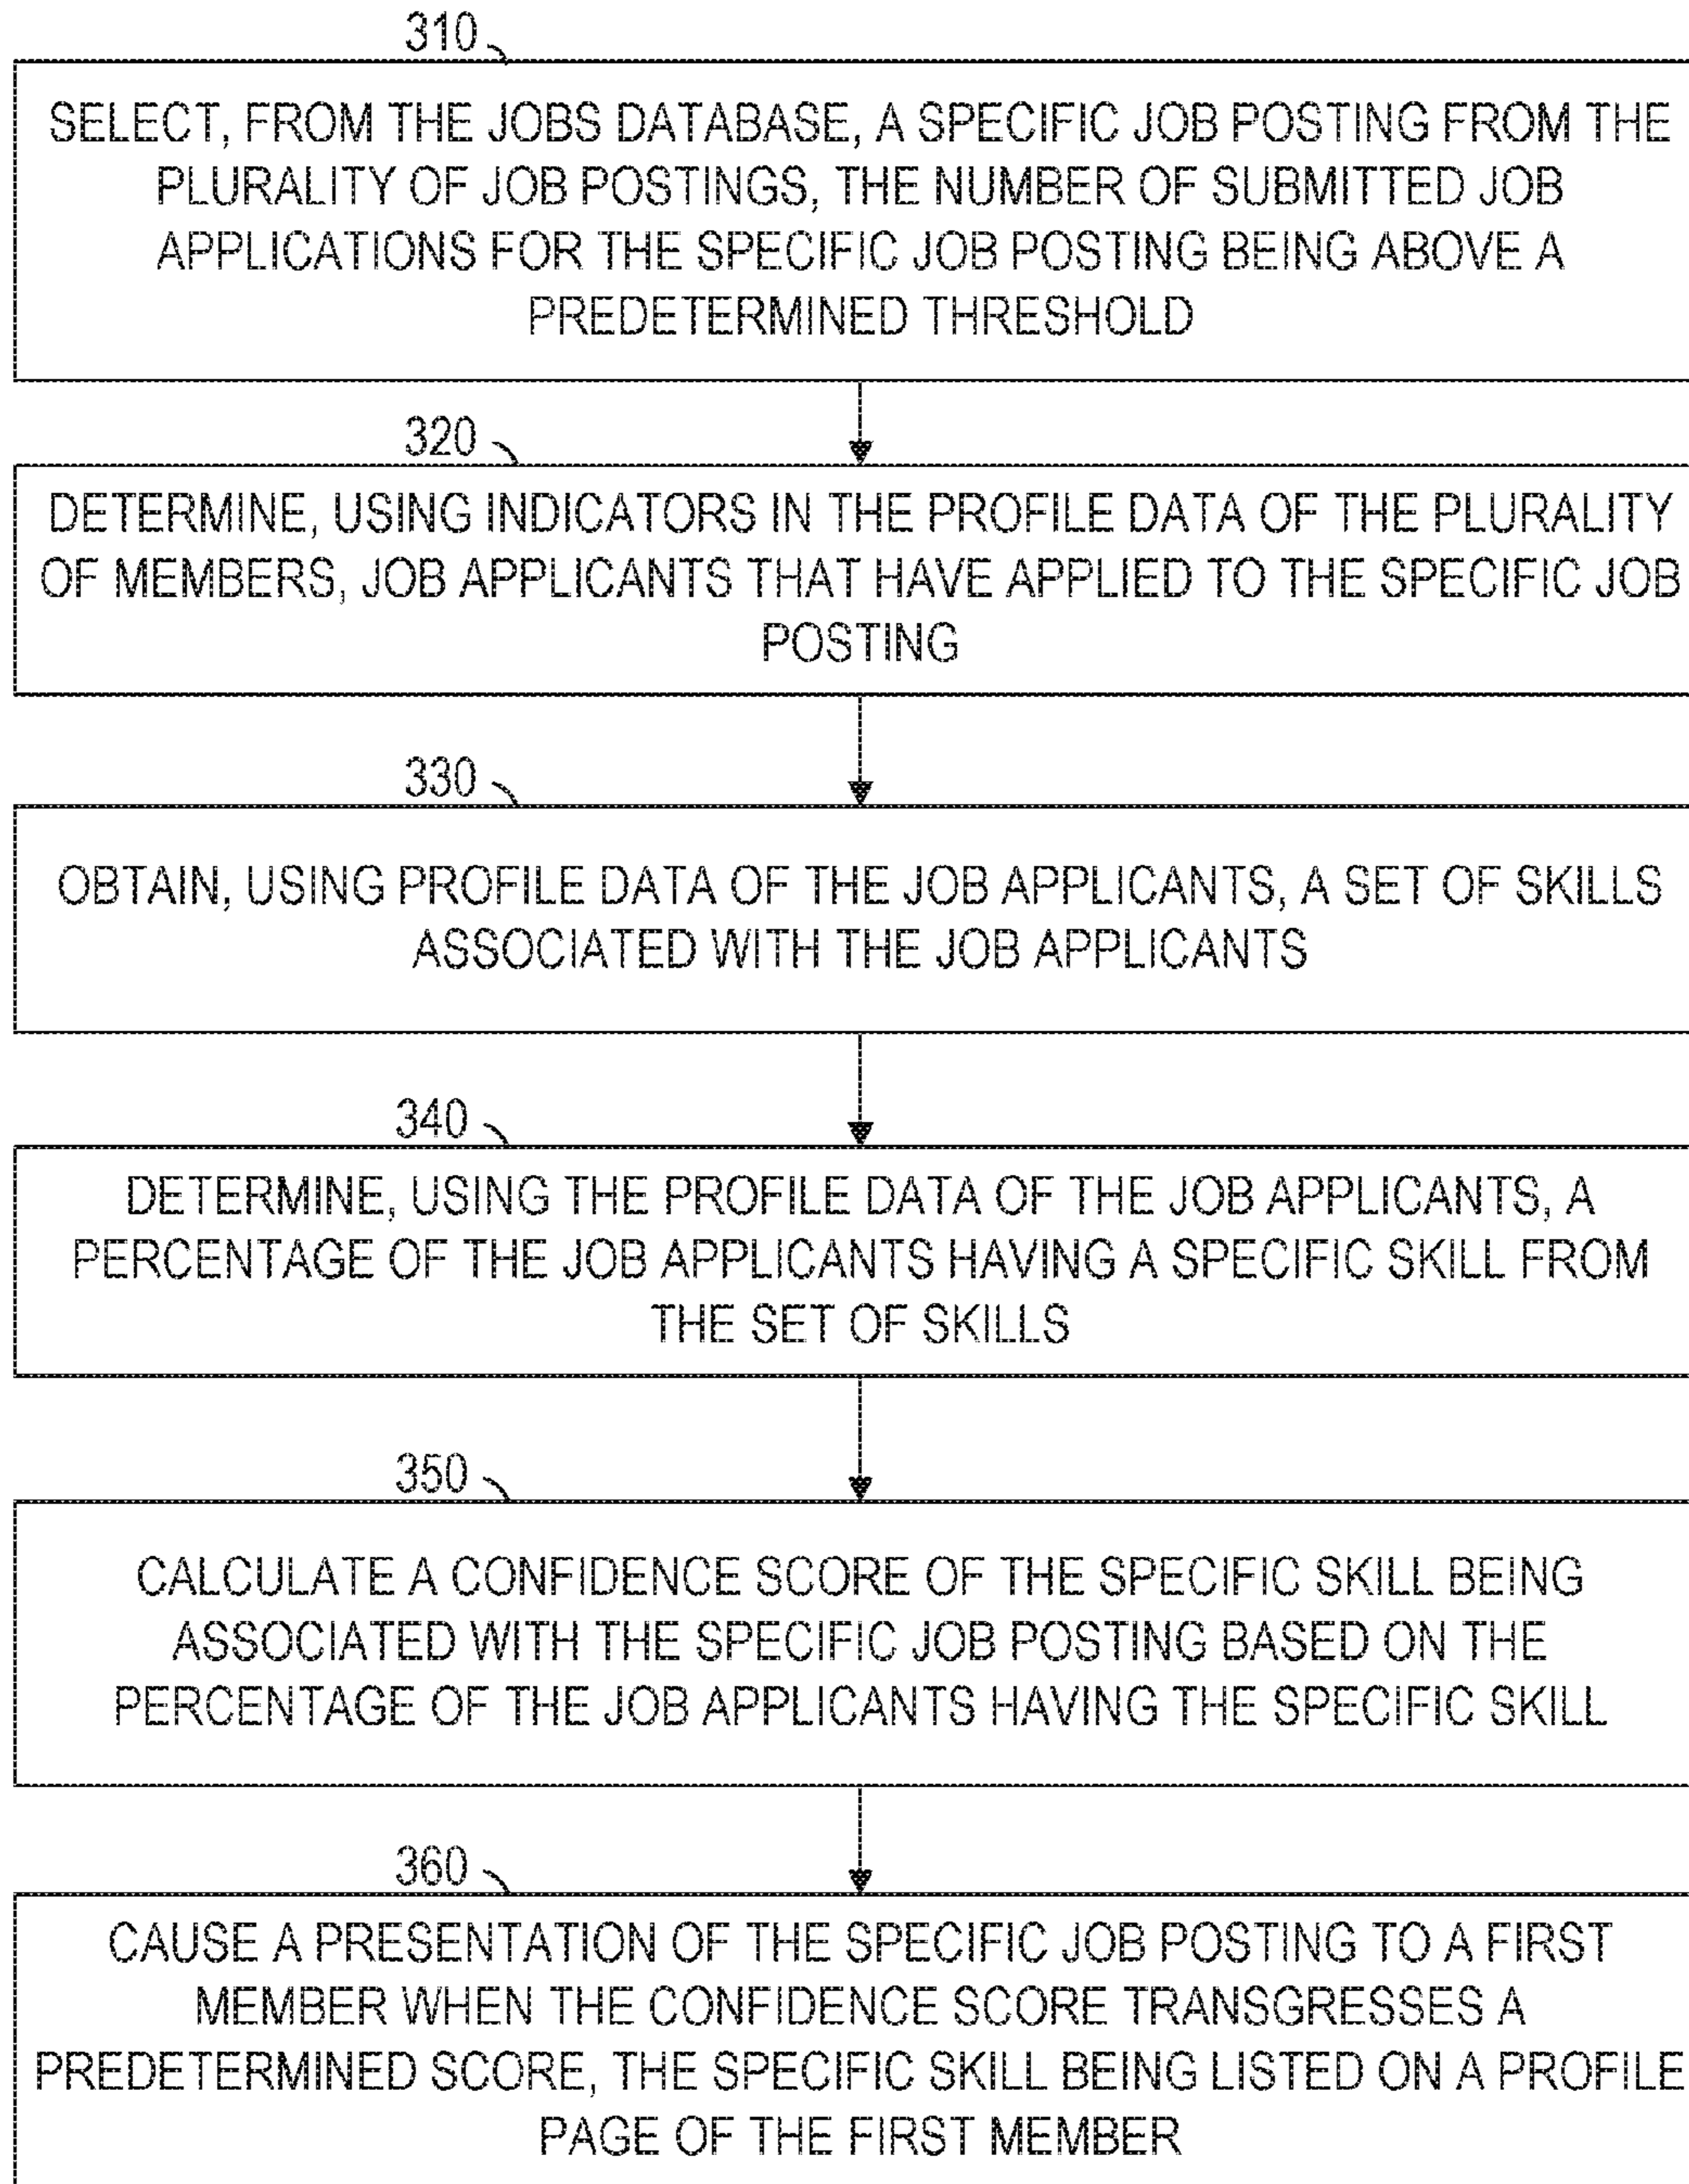 310
SELECT, FROM THE JOBS DATABASE, A SPECIFIC JOB POSTING FROM THE
PLURALITY OF JOB POSTINGS, THE NUMBER OF SUBMITTED JOB
APPLICATIONS FOR THE SPECIFIC JOB POSTING BEING ABOVE A
PREDETERMINED THRESHOLD
320
DETERMINE, USING INDICATORS IN THE PROFILE DATA OF THE PLURALITY
OF MEMBERS, JOB APPLICANTS THAT HAVE APPLIED TO THE SPECIFIC JOB
POSTING
330
OBTAIN, USING PROFILE DATA OF THE JOB APPLICANTS, A SET OF SKILLS
ASSOCIATED WITH THE JOB APPLICANTS
340
DETERMINE, USING THE PROFILE DATA OF THE JOB APPLICANTS, A
PERCENTAGE OF THE JOB APPLICANTS HAVING A SPECIFIC SKILL FROM
THE SET OF SKILLS
350
CALCULATE A CONFIDENCE SCORE OF THE SPECIFIC SKILL BEING
ASSOCIATED WITH THE SPECIFIC JOB POSTING BASED ON THE
PERCENTAGE OF THE JOB APPLICANTS HAVING THE SPECIFIC SKILL
360
CAUSE A PRESENTATION OF THE SPECIFIC JOB POSTING TO A FIRST
MEMBER WHEN THE CONFIDENCE SCORE TRANSGRESSES A
PREDETERMINED SCORE, THE SPECIFIC SKILL BEING LISTED ON A PROFILE
PAGE OF THE FIRST MEMBER